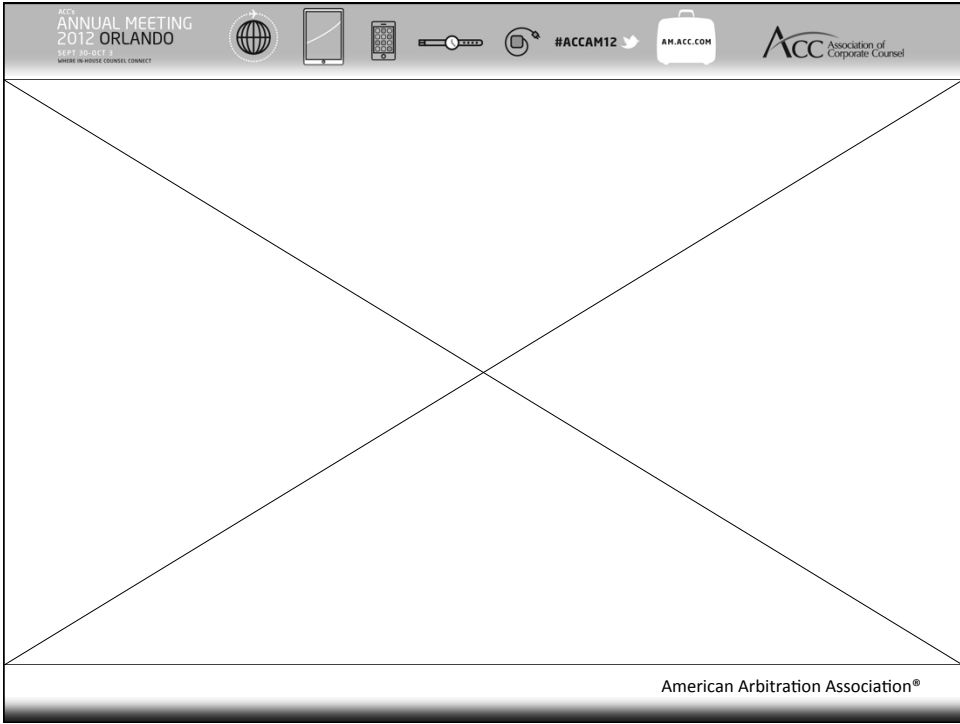 ACC's
ANNUAL MEETING
2012 ORLANDO
SEPT 30-OCT 3
WHERE IN-HOUSE COUNSEL CONNECT
#ACCAM12
AM.ACC.COM
ACC Association of
Corporate Counsel
American Arbitration Association®